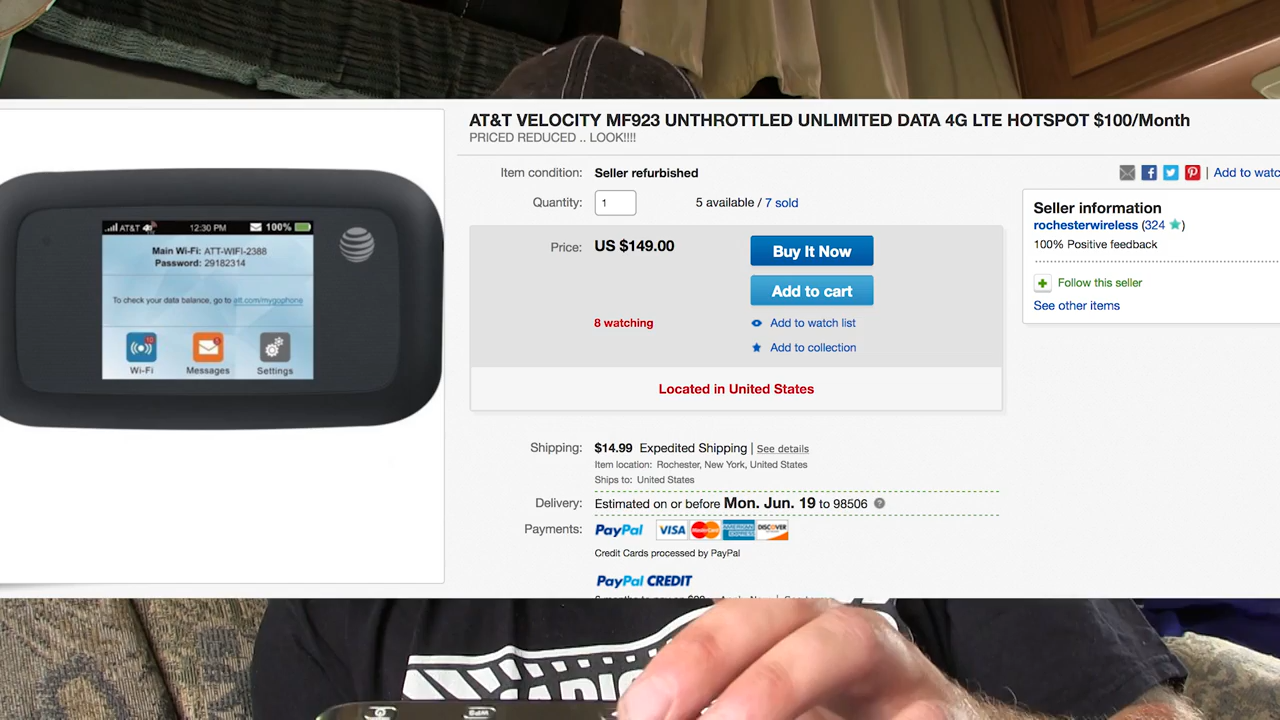 AT&T VELOCITY MF923 UNTHROTTLED UNLIMITED DATA 4G LTE HOTSPOT $100/Month
PRICED REDUCED .. LOOK!!!!
Item condition: Seller refurbished
Quantity: 1 5 available / 7 sold
Price: US $149.00
Buy It Now
Add to cart
8 watching
Add to watch list
Add to collection
Located in United States
Shipping: $14.99 Expedited Shipping | See details
Item location: Rochester, New York, United States
Ships to: United States
Delivery: Estimated on or before Mon. Jun. 19 to 98506
Payments: PayPal VISA MasterCard AMERICAN EXPRESS DISCOVER
Credit Cards processed by PayPal
PayPal CREDIT
| Add to watc
Seller information
rochesterwireless (324)
100% Positive feedback
Follow this seller
See other items
AT&T 4G 12:30 PM 100%
Main Wi-Fi: ATT-WIFI-2388
Password: 29182314
To check your data balance, go to att.com/mygophone
Wi-Fi Messages Settings
WPS